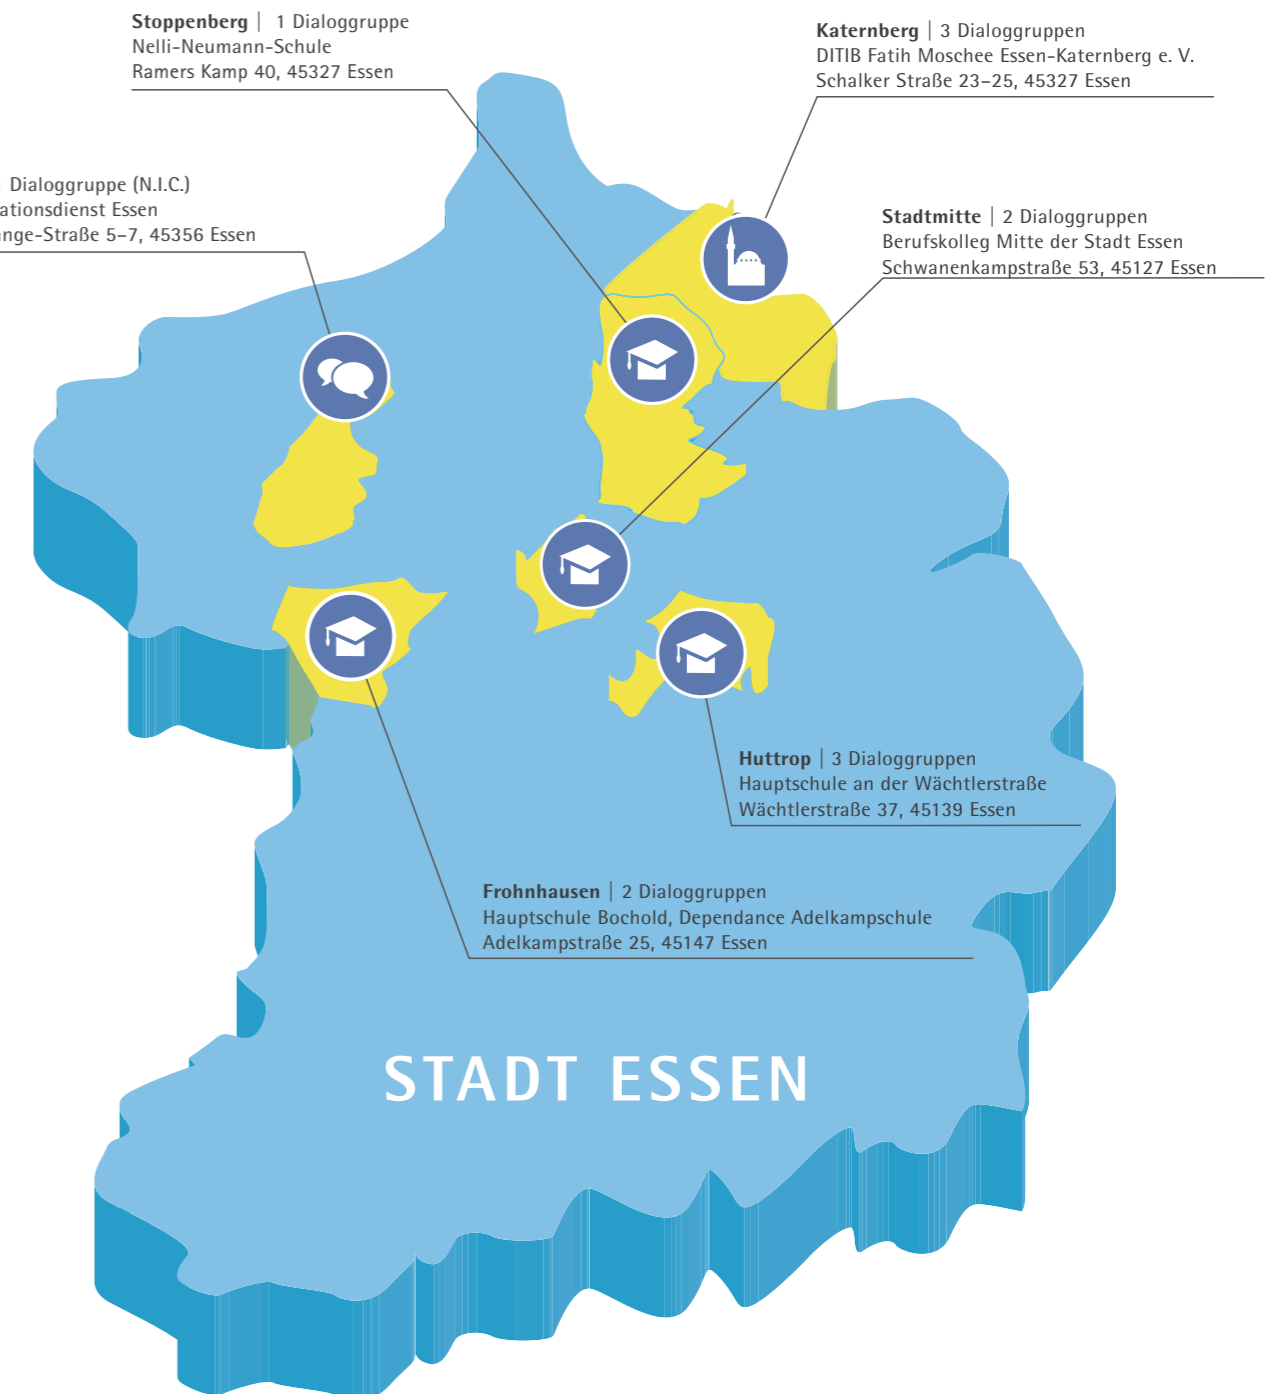 Stoppenberg | 1 Dialoggruppe
Nelli-Neumann-Schule
Ramers Kamp 40, 45327 Essen
Katernberg | 3 Dialoggruppen
DITIB Fatih Moschee Essen-Katernberg e. V.
Schalker Straße 23–25, 45327 Essen
Dialoggruppe (N.I.C.)
ationsdienst Essen
ange-Straße 5–7, 45356 Essen
Stadtmitte | 2 Dialoggruppen
Berufskolleg Mitte der Stadt Essen
Schwanenkampstraße 53, 45127 Essen
Huttrop | 3 Dialoggruppen
Hauptschule an der Wächtlerstraße
Wächtlerstraße 37, 45139 Essen
Frohnhausen | 2 Dialoggruppen
Hauptschule Bochold, Dependance Adelkampschule
Adelkampstraße 25, 45147 Essen
STADT ESSEN